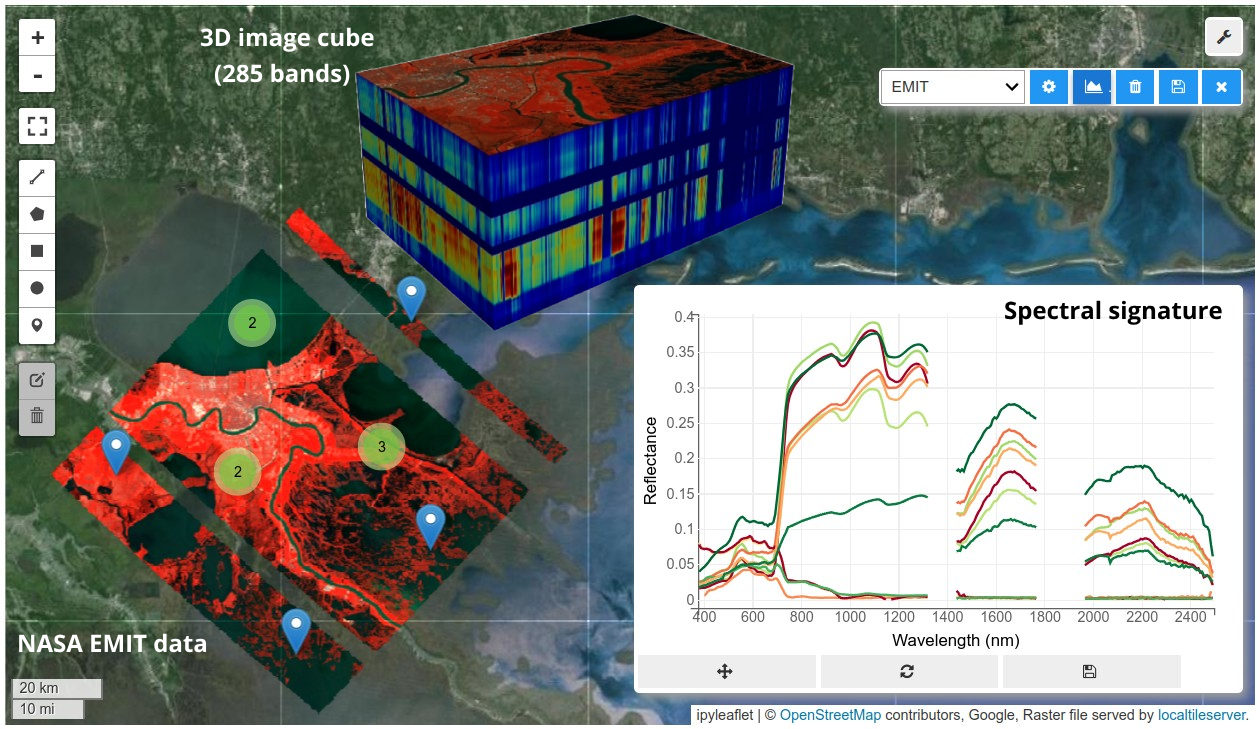 +
-
3D image cube
(285 bands)
EMIT
2
3
2
NASA EMIT data
20 km
10 mi
Spectral signature
Reflectance
0.4
0.35
0.3
0.25
0.2
0.15
0.1
0.05
0
400 600 800 1000 1200 1400 1600 1800 2000 2200 2400
Wavelength (nm)
ipyleaflet | © OpenStreetMap contributors, Google, Raster file served by localtileserver.